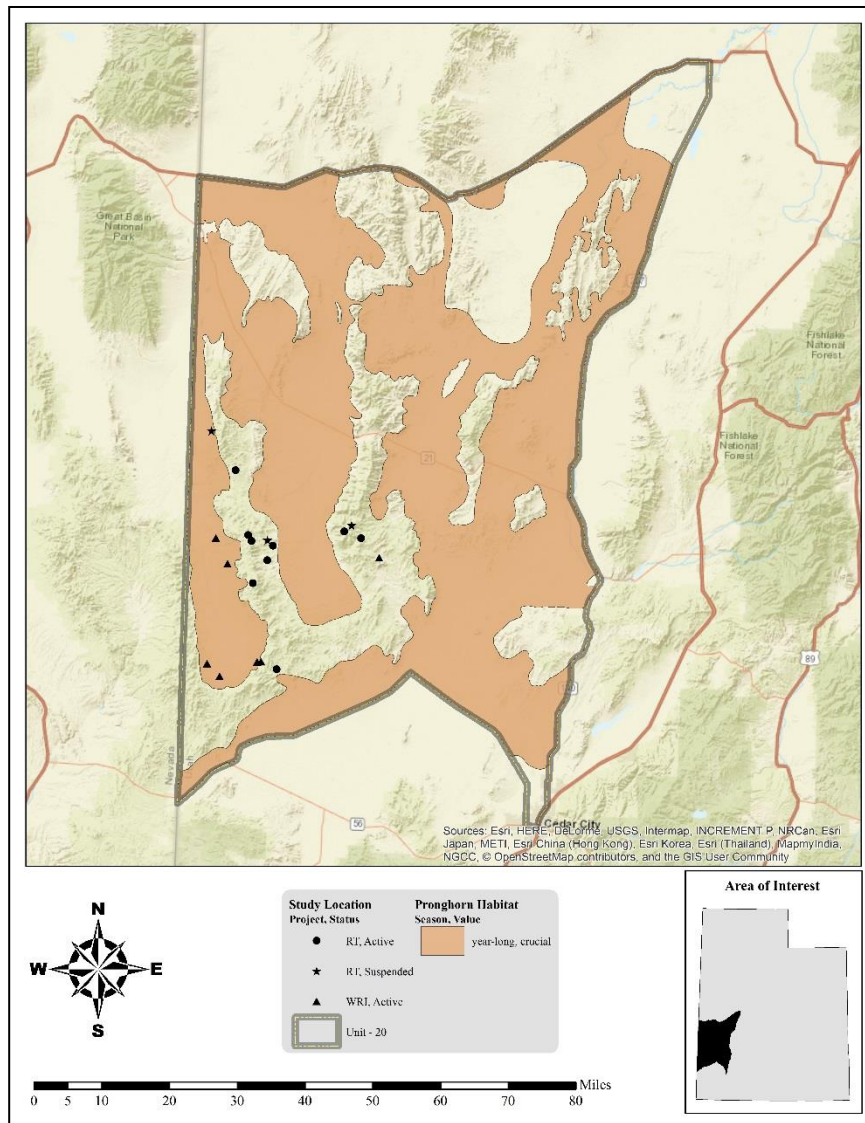 Great Basin
National
Park
Fishlake
National
Forest
Fishlake
National
Forest
21
89
Nevada
Utah
56
Cedar City
Sources: Esri, HERE, DeLorme, USGS, Intermap, INCREMENT P, NRCan, Esri
Japan, METI, Esri China (Hong Kong), Esri Korea, Esri (Thailand), MapmyIndia,
NGCC, © OpenStreetMap contributors, and the GIS User Community
N
W
E
S
Study Location
Project, Status
RT, Active
RT, Suspended
WRI, Active
Unit - 20
Pronghorn Habitat
Season, Value
year-long, crucial
Area of Interest
0 5 10 20 30 40 50 60 70 80
Miles